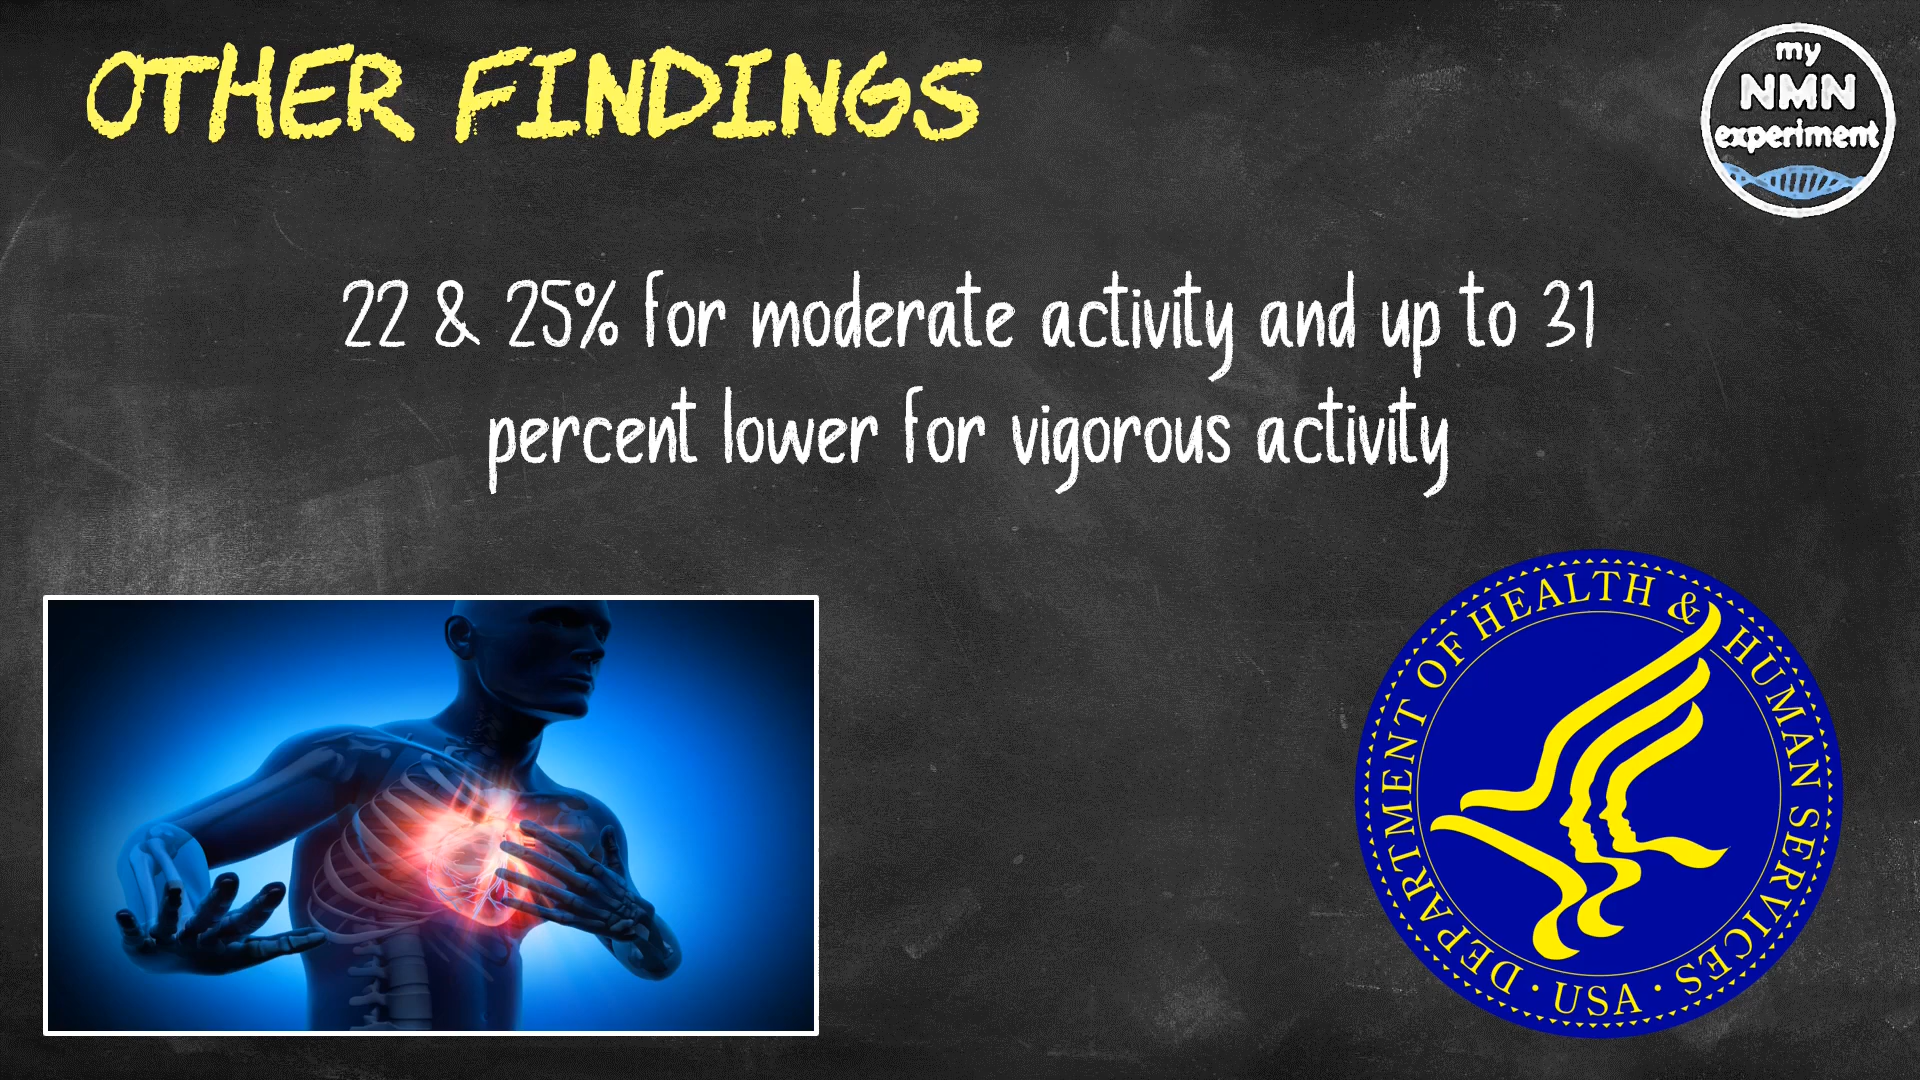 OTHER FINDINGS
my
NMN
experiment
22 & 25% for moderate activity and up to 31
percent lower for vigorous activity
DEPARTMENT OF HEALTH & HUMAN SERVICES · USA ·